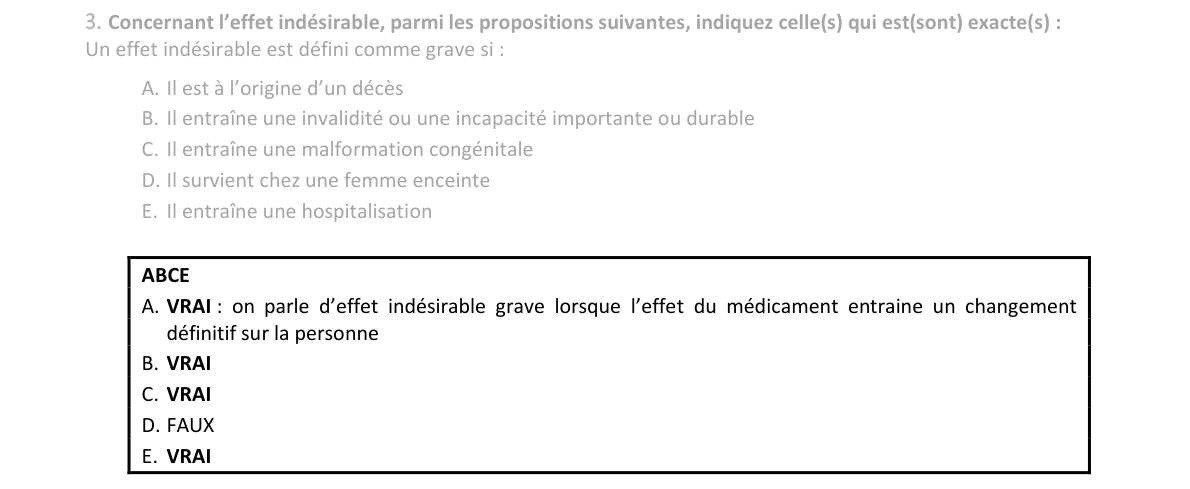 3. Concernant l’effet indésirable, parmi les propositions suivantes, indiquez celle(s) qui est(sont) exacte(s) :
Un effet indésirable est défini comme grave si :
A. Il est à l’origine d’un décès
B. Il entraîne une invalidité ou une incapacité importante ou durable
C. Il entraîne une malformation congénitale
D. Il survient chez une femme enceinte
E. Il entraîne une hospitalisation
ABCE
A. VRAI : on parle d’effet indésirable grave lorsque l’effet du médicament entraine un changement
définitif sur la personne
B. VRAI
C. VRAI
D. FAUX
E. VRAI